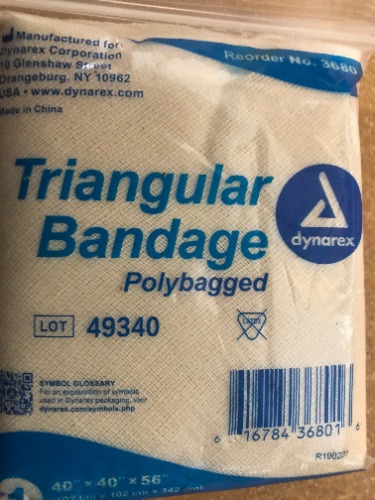 Manufactured for:
Dynarex Corporation
10 Glenshaw Street
Orangeburg, NY 10962
USA • www.dynarex.com
Made in China
Reorder No. 3680
Triangular
Bandage
Polybagged
dynarex
LOT 49340
LATEX
SYMBOL GLOSSARY
For an explanation of symbols
used in Dynarex packaging, visit
dynarex.com/symbols.php
6 16784 36801 6
1
40" × 40" × 56"